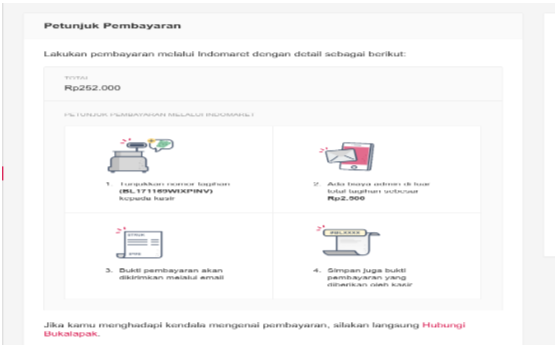 Petunjuk Pembayaran
Lakukan pembayaran melalui Indomaret dengan detail sebagai berikut:
TOTAL
Rp252.000
PETUNJUK PEMBAYARAN MELALUI INDOMARET
1. Tunjukkan nomor tagihan
(BL171169WIXPINV)
kepada kasir
2. Ada biaya admin di luar
total tagihan sebesar
Rp2.500
STRUK
3. Bukti pembayaran akan
dikirimkan melalui email
#BLXXXX
4. Simpan juga bukti
pembayaran yang
diberikan oleh kasir
Jika kamu menghadapi kendala mengenai pembayaran, silakan langsung Hubungi
Bukalapak.